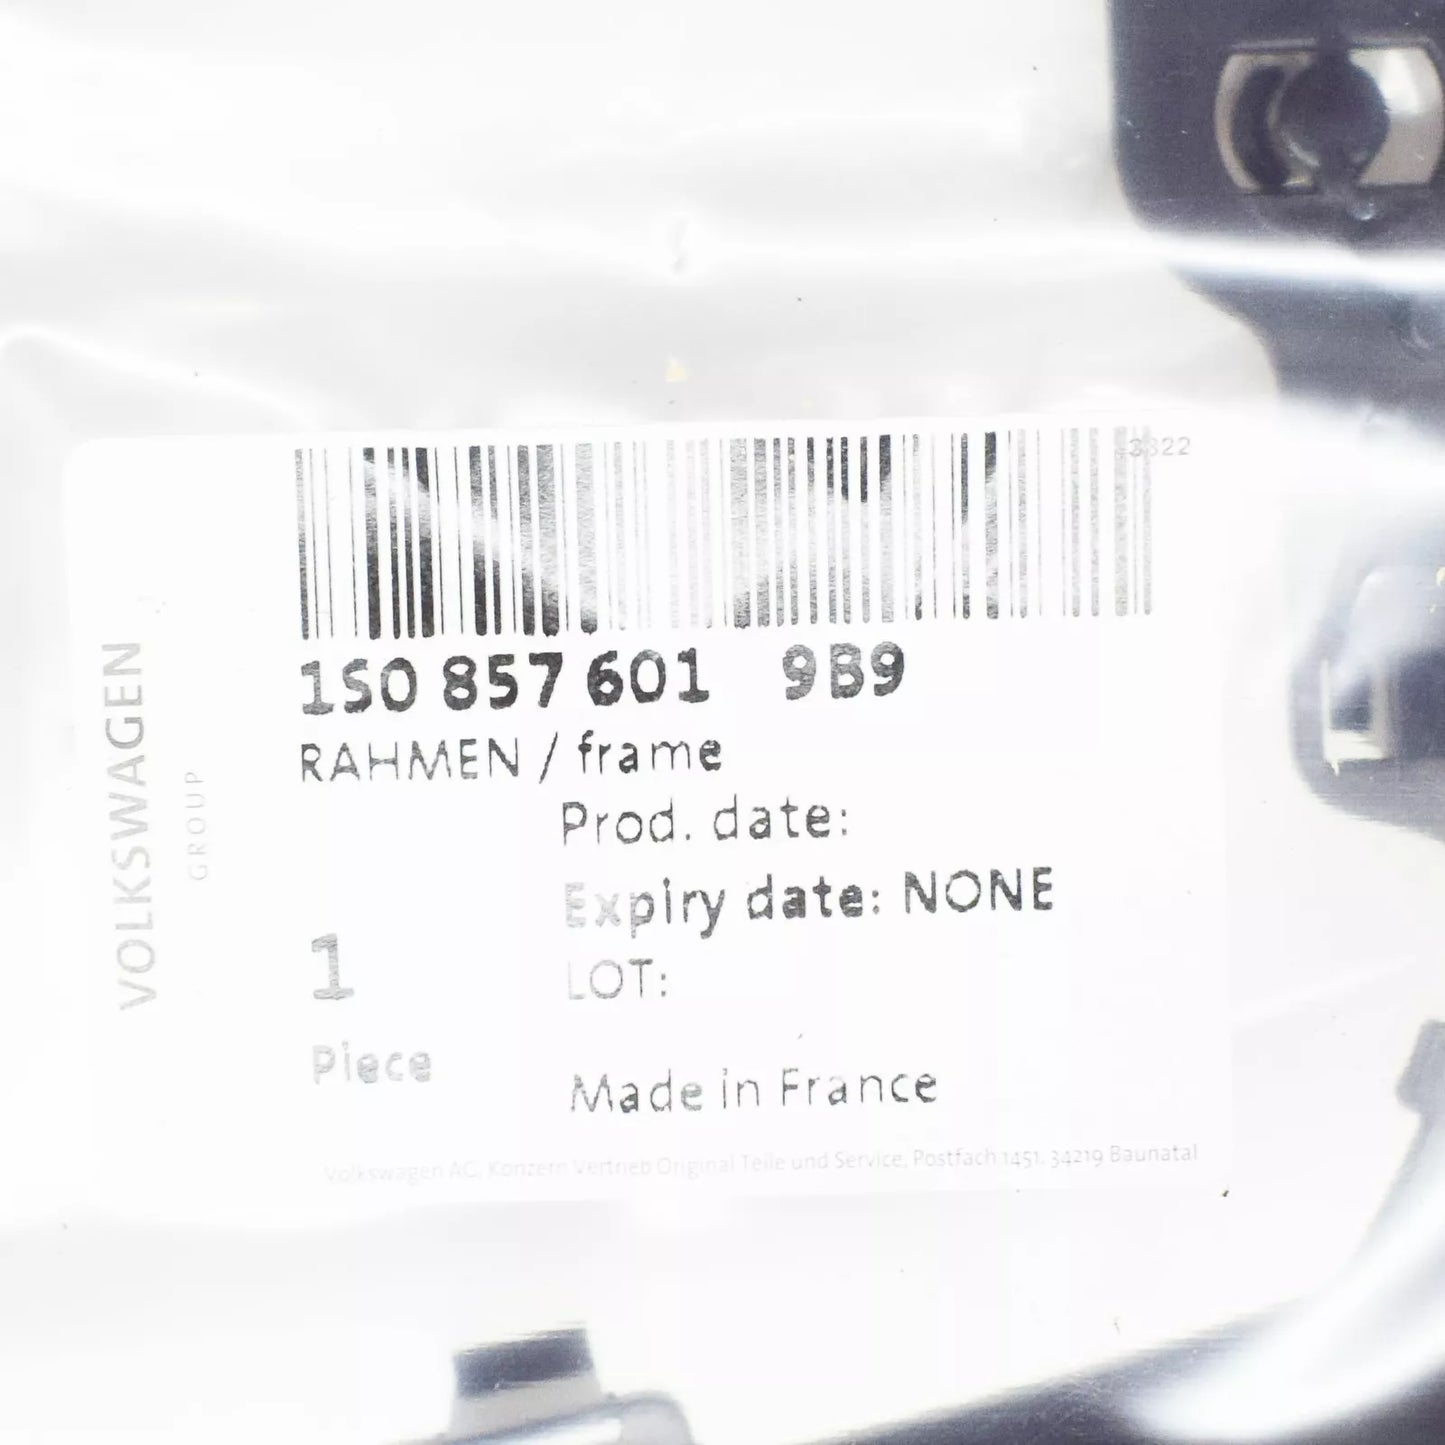 3322
1S0 857 601 9B9
RAHMEN / frame
Prod. date:
Expiry date: NONE
1
LOT:
Piece
Made in France
Volkswagen AG, Konzern Vertrieb Original Teile und Service, Postfach 1451, 34219 Baunatal
VOLKSWAGEN
GROUP